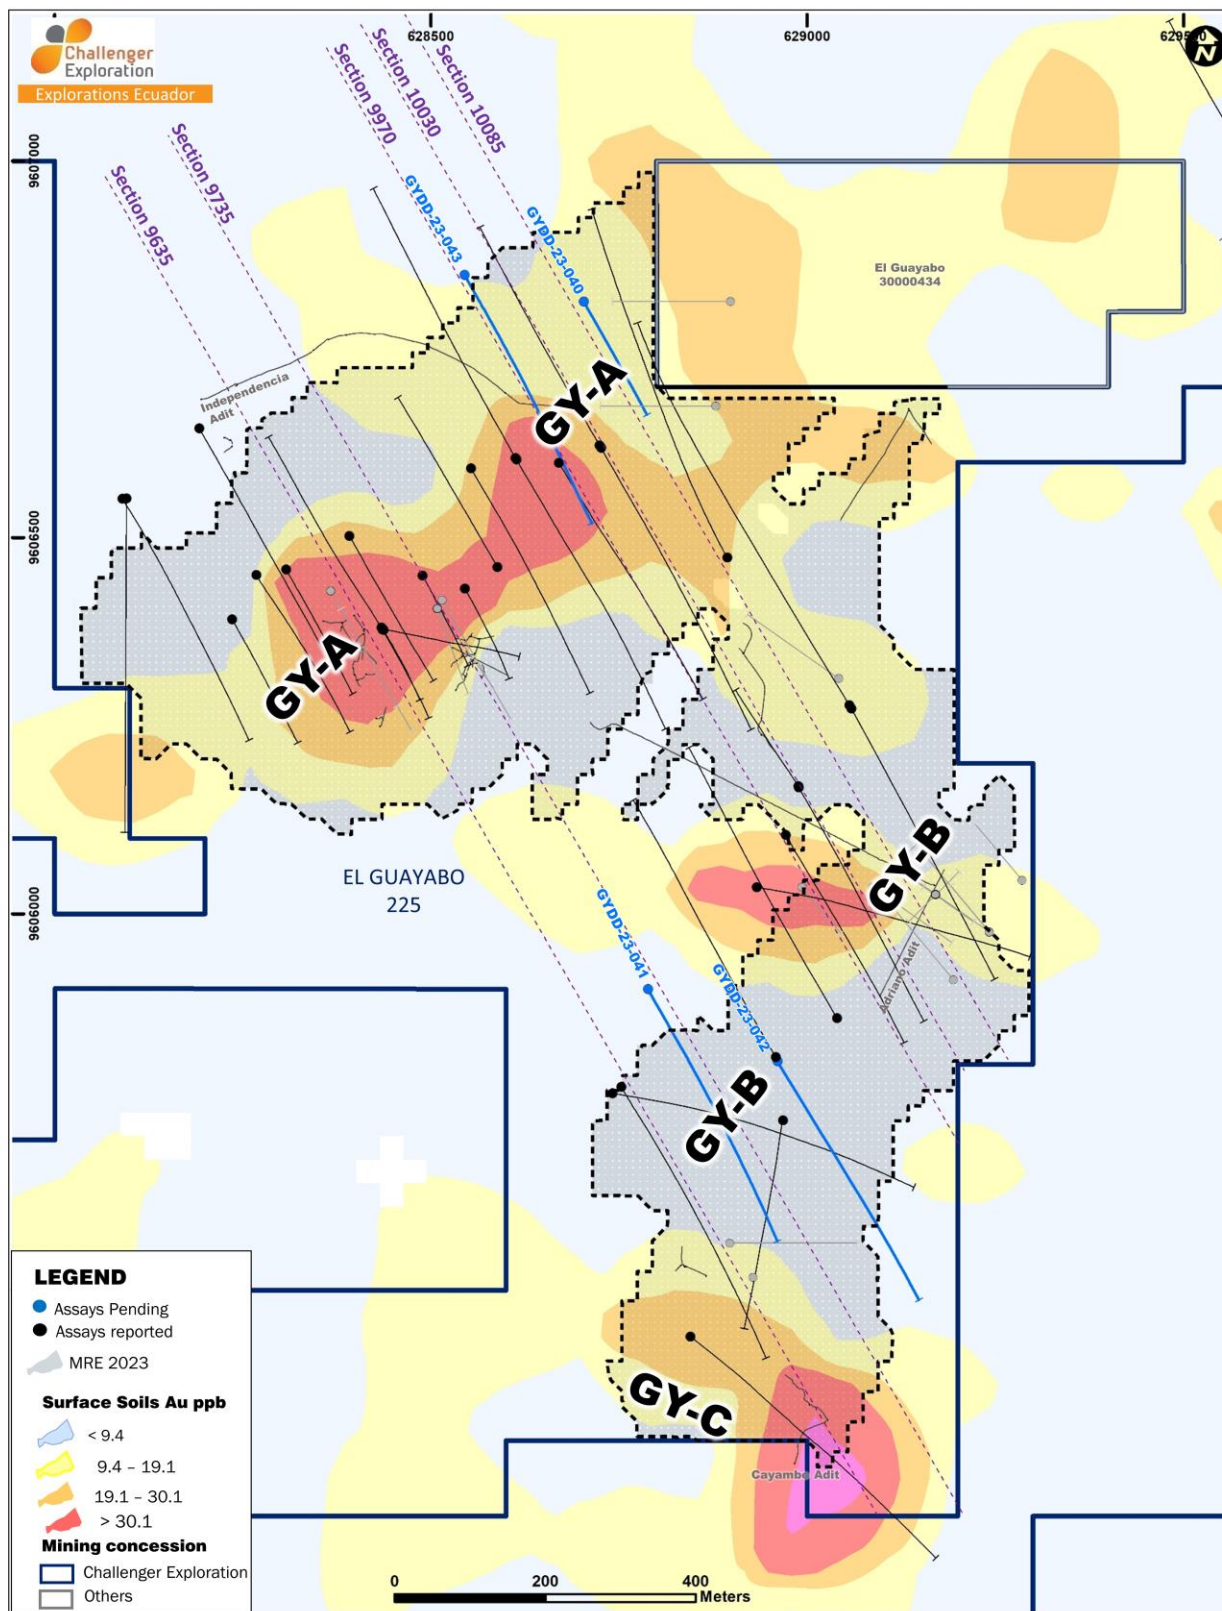 628500
629000
Challenger
Exploration
Explorations Ecuador
N
Section 9970
Section 10030
Section 10085
Section 9735
Section 9635
9607000
GYDD-23-043
GYDD-23-040
El Guayabo
30000434
GY-A
Independencia
Adit
9606500
GY-A
GY-B
EL GUAYABO
225
9606000
GYDD-23-041
GYDD-23-042
Adriano Adit
GY-B
GY-C
Cayambe Adit
LEGEND
Assays Pending
Assays reported
MRE 2023
Surface Soils Au ppb
< 9.4
9.4 – 19.1
19.1 – 30.1
> 30.1
Mining concession
Challenger Exploration
Others
0 200 400
Meters